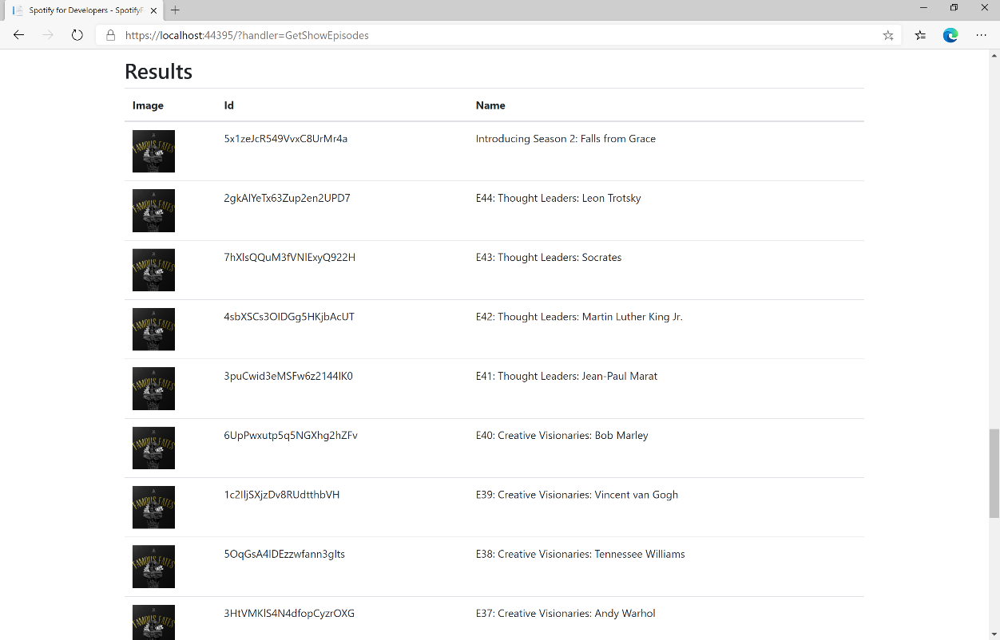 Spotify for Developers - SpotifyF
https://localhost:44395/?handler=GetShowEpisodes
Results
Image Id Name
FAMOUS FATES
5x1zeJcR549VvxC8UrMr4a Introducing Season 2: Falls from Grace
FAMOUS FATES
2gkAIYeTx63Zup2en2UPD7 E44: Thought Leaders: Leon Trotsky
FAMOUS FATES
7hXlsQQuM3fVNlExyQ922H E43: Thought Leaders: Socrates
FAMOUS FATES
4sbXSCs3OIDGg5HKjbAcUT E42: Thought Leaders: Martin Luther King Jr.
FAMOUS FATES
3puCwid3eMSFw6z2144lK0 E41: Thought Leaders: Jean-Paul Marat
FAMOUS FATES
6UpPwxutp5q5NGXhg2hZFv E40: Creative Visionaries: Bob Marley
FAMOUS FATES
1c2IljSXjzDv8RUdtthbVH E39: Creative Visionaries: Vincent van Gogh
FAMOUS FATES
5OqGsA4lDEzzwfann3glts E38: Creative Visionaries: Tennessee Williams
FAMOUS FATES
3HtVMKlS4N4dfopCyzrOXG E37: Creative Visionaries: Andy Warhol